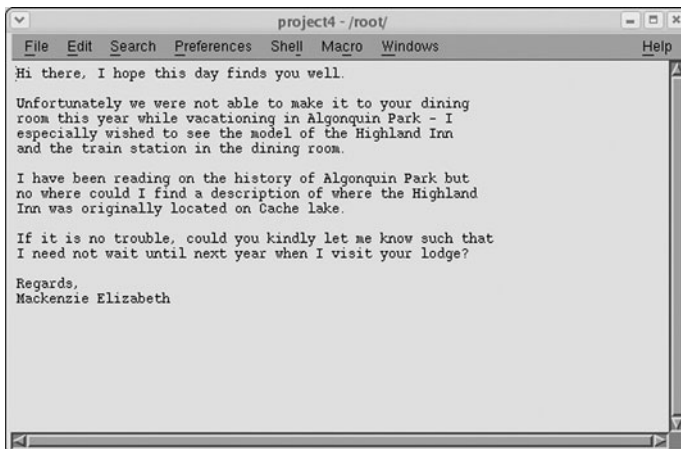 project4 - /root/
File Edit Search Preferences Shell Macro Windows Help
Hi there, I hope this day finds you well.
Unfortunately we were not able to make it to your dining
room this year while vacationing in Algonquin Park - I
especially wished to see the model of the Highland Inn
and the train station in the dining room.
I have been reading on the history of Algonquin Park but
no where could I find a description of where the Highland
Inn was originally located on Cache lake.
If it is no trouble, could you kindly let me know such that
I need not wait until next year when I visit your lodge?
Regards,
Mackenzie Elizabeth